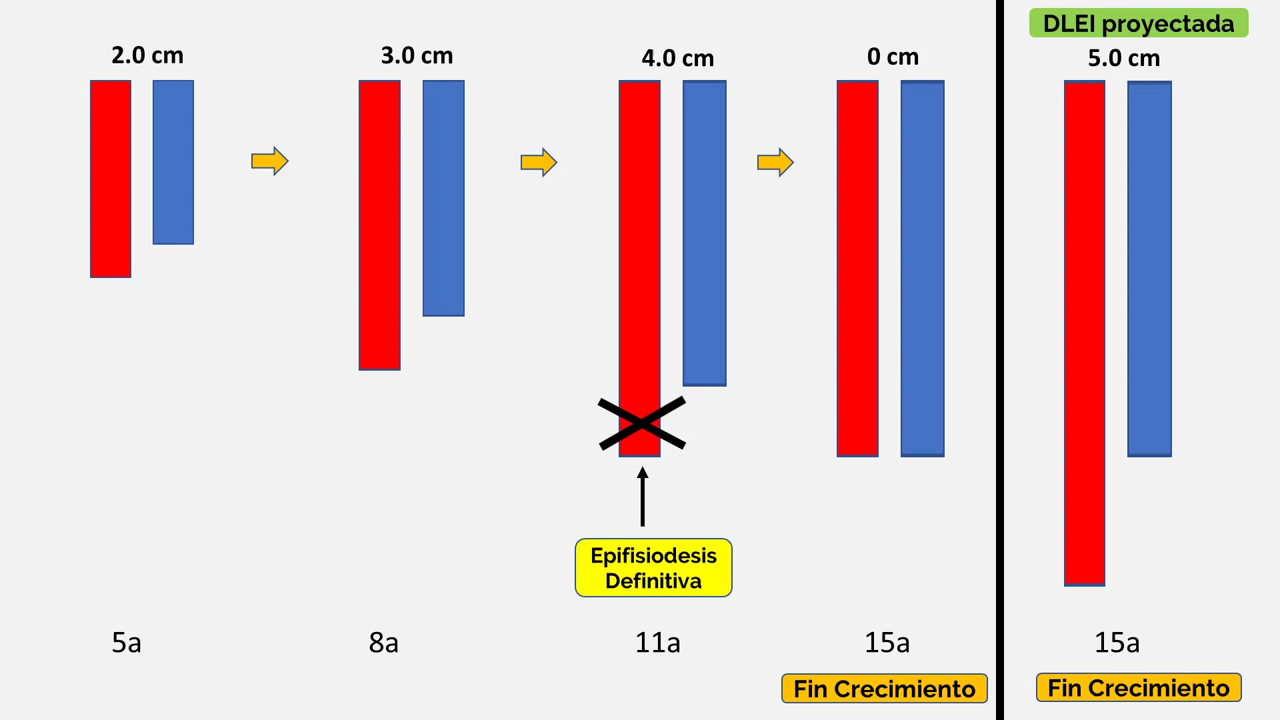 DLEI proyectada
2.0 cm
3.0 cm
4.0 cm
0 cm
5.0 cm
Epifisiodesis
Definitiva
5a
8a
11a
15a
15a
Fin Crecimiento
Fin Crecimiento